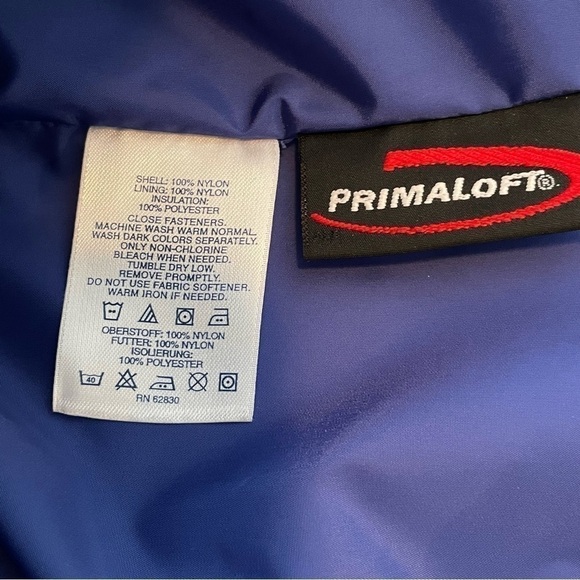 SHELL: 100% NYLON
LINING: 100% NYLON
INSULATION:
100% POLYESTER
CLOSE FASTENERS.
MACHINE WASH WARM NORMAL.
WASH DARK COLORS SEPARATELY.
ONLY NON-CHLORINE
BLEACH WHEN NEEDED.
TUMBLE DRY LOW.
REMOVE PROMPTLY.
DO NOT USE FABRIC SOFTENER.
WARM IRON IF NEEDED.
OBERSTOFF: 100% NYLON
FUTTER: 100% NYLON
ISOLIERUNG:
100% POLYESTER
40
RN 62830
PRIMALOFT®